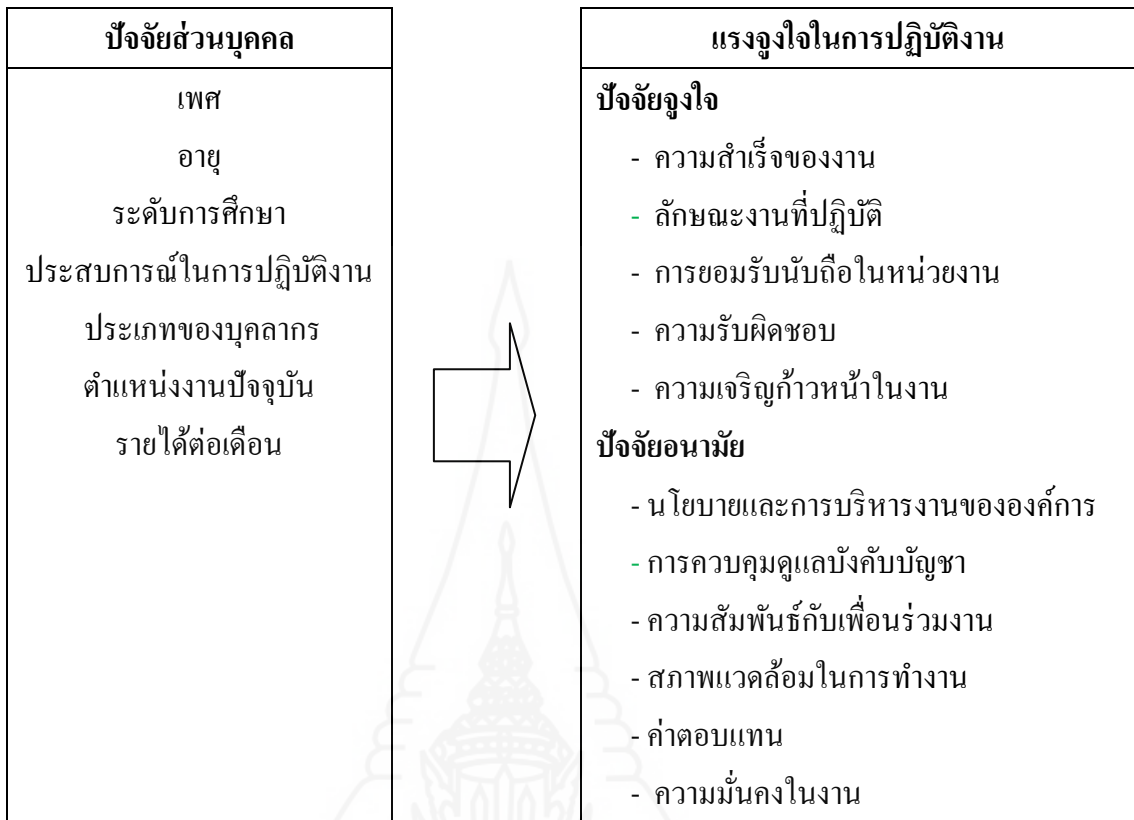 ปัจจัยส่วนบุคคล
เพศ
อายุ
ระดับการศึกษา
ประสบการณ์ในการปฏิบัติงาน
ประเภทของบุคลากร
ตำแหน่งงานปัจจุบัน
รายได้ต่อเดือน
แรงจูงใจในการปฏิบัติงาน
ปัจจัยจูงใจ
- ความสำเร็จของงาน
- ลักษณะงานที่ปฏิบัติ
- การยอมรับนับถือในหน่วยงาน
- ความรับผิดชอบ
- ความเจริญก้าวหน้าในงาน
ปัจจัยอนามัย
- นโยบายและการบริหารงานขององค์การ
- การควบคุมดูแลบังคับบัญชา
- ความสัมพันธ์กับเพื่อนร่วมงาน
- สภาพแวดล้อมในการทำงาน
- ค่าตอบแทน
- ความมั่นคงในงาน